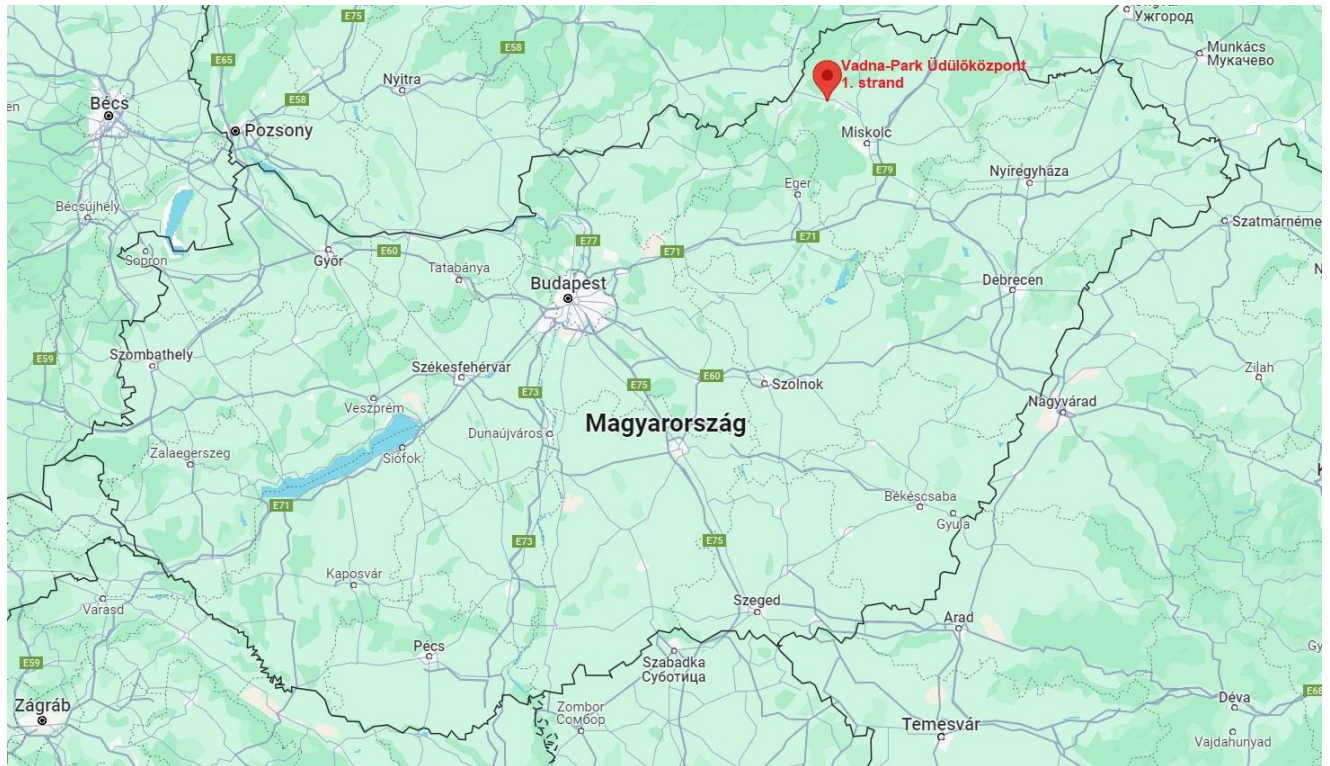 Ужгород
E75
E58
E65
Munkács
Мукачево
Nyitra
E58
Vadna-Park Üdülőközpont
1. strand
Bécs
Pozsony
Miskolc
E79
Nyíregyháza
Eger
Bécsújhely
Szatmárnéme
E77
E71
E71
Sopron
Győr
E60
Tatabánya
Budapest
Debrecen
E59
Szombathely
Székesfehérvár
E75
E60
Szolnok
Zilah
E73
Veszprém
Nagyvárad
Dunaújváros
Magyarország
Zalaegerszeg
Siófok
E71
Békéscsaba
Gyula
E73
E75
Kaposvár
Varasd
Szeged
Arad
Pécs
E59
Szabadka
Суботица
Gy
Zágráb
Zombor
Сомбор
Déva
E68
Temesvár
Vajdahunyad